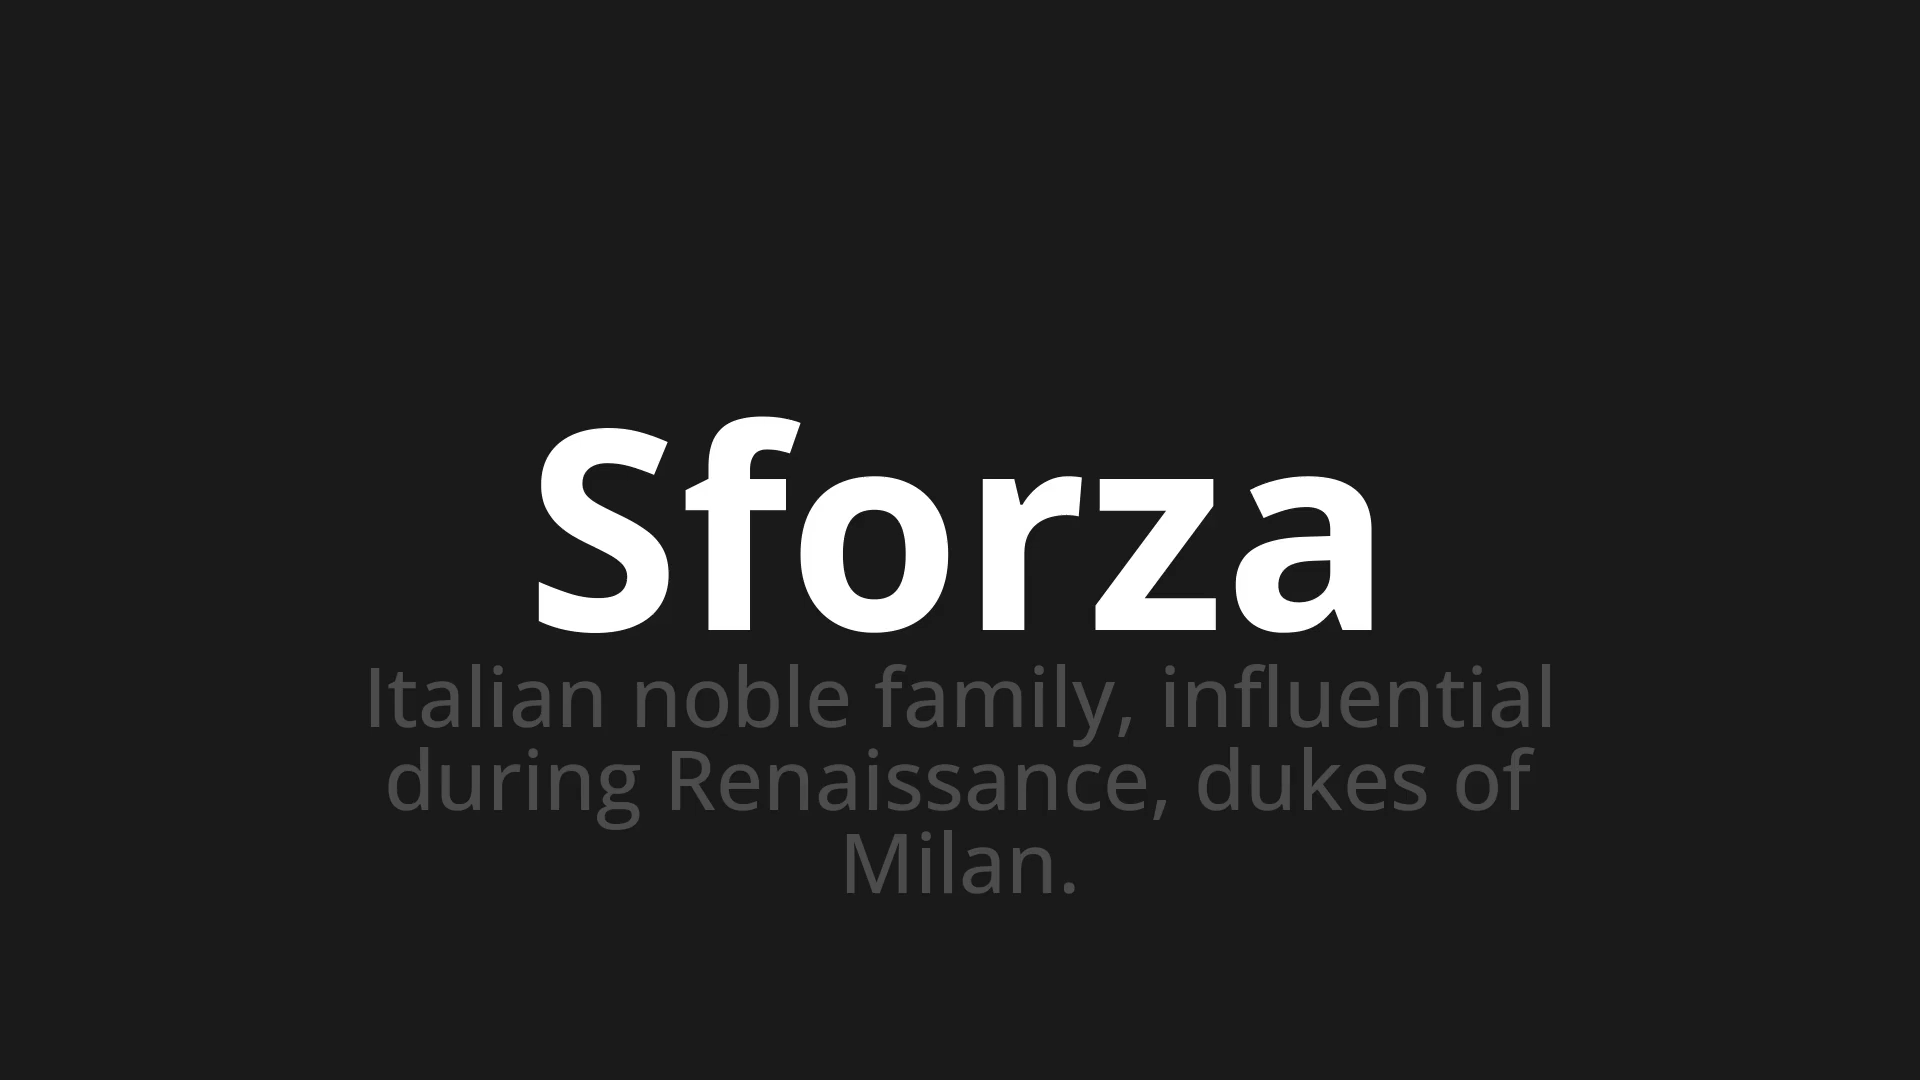 Sforza
Italian noble family, influential
during Renaissance, dukes of
Milan.